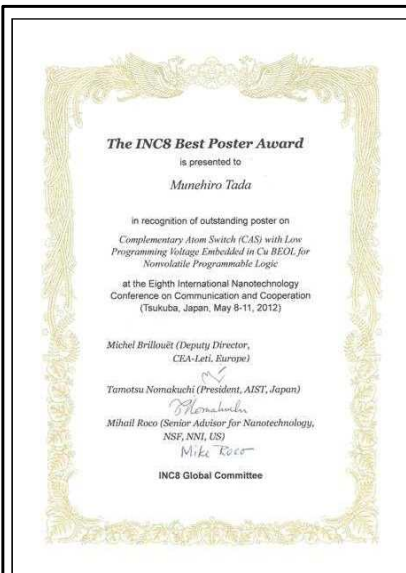 The INC8 Best Poster Award
is presented to
Munehiro Tada
in recognition of outstanding poster on
Complementary Atom Switch (CAS) with Low
Programming Voltage Embedded in Cu BEOL for
Nonvolatile Programmable Logic
at the Eighth International Nanotechnology
Conference on Communication and Cooperation
(Tsukuba, Japan, May 8-11, 2012)
Michel Brillouët (Deputy Director,
CEA-Leti, Europe)
Tamotsu Nomakuchi (President, AIST, Japan)
Mihail Roco (Senior Advisor for Nanotechnology,
NSF, NNI, US)
Mike Roco
INC8 Global Committee